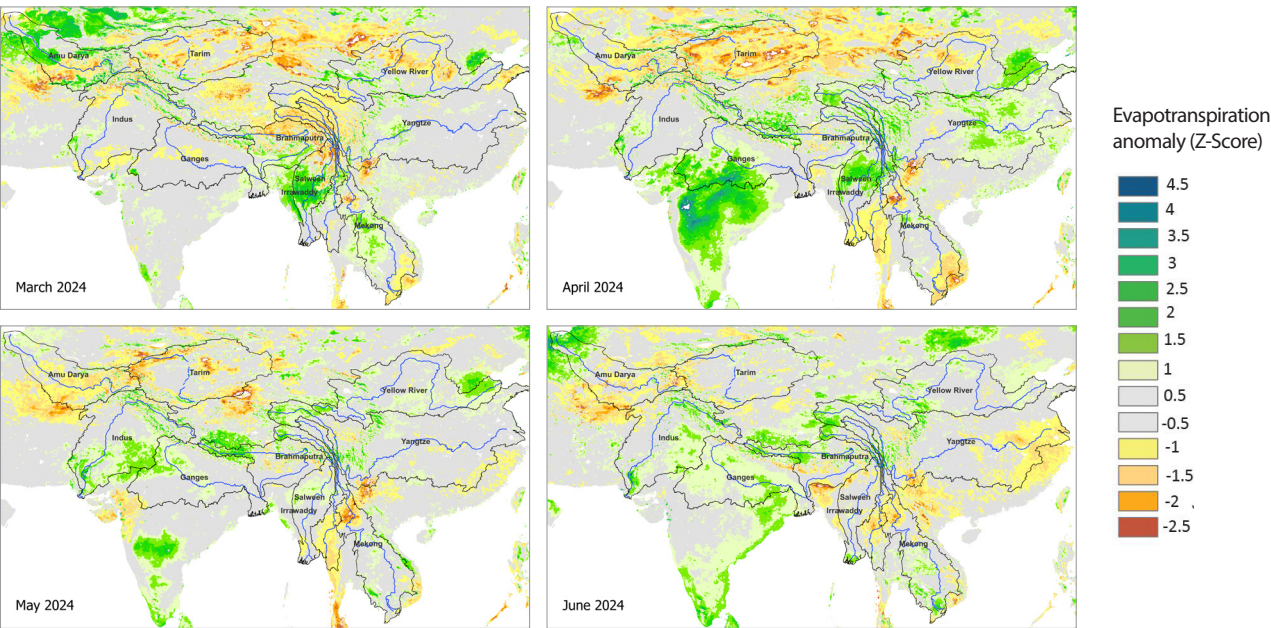 Amu Darya
Tarim
Yellow River
Indus
Yangtze
Brahmaputra
Ganges
Salween
Irrawaddy
Mekong
March 2024
Amu Darya
Tarim
Yellow River
Indus
Yangtze
Brahmaputra
Ganges
Salween
Irrawaddy
Mekong
April 2024
Evapotranspiration
anomaly (Z-Score)
4.5
4
3.5
3
2.5
2
1.5
1
0.5
-0.5
-1
-1.5
-2
-2.5
Amu Darya
Tarim
Yellow River
Indus
Yangtze
Brahmaputra
Ganges
Salween
Irrawaddy
Mekong
May 2024
Amu Darya
Tarim
Yellow River
Indus
Yangtze
Brahmaputra
Ganges
Salween
Irrawaddy
Mekong
June 2024